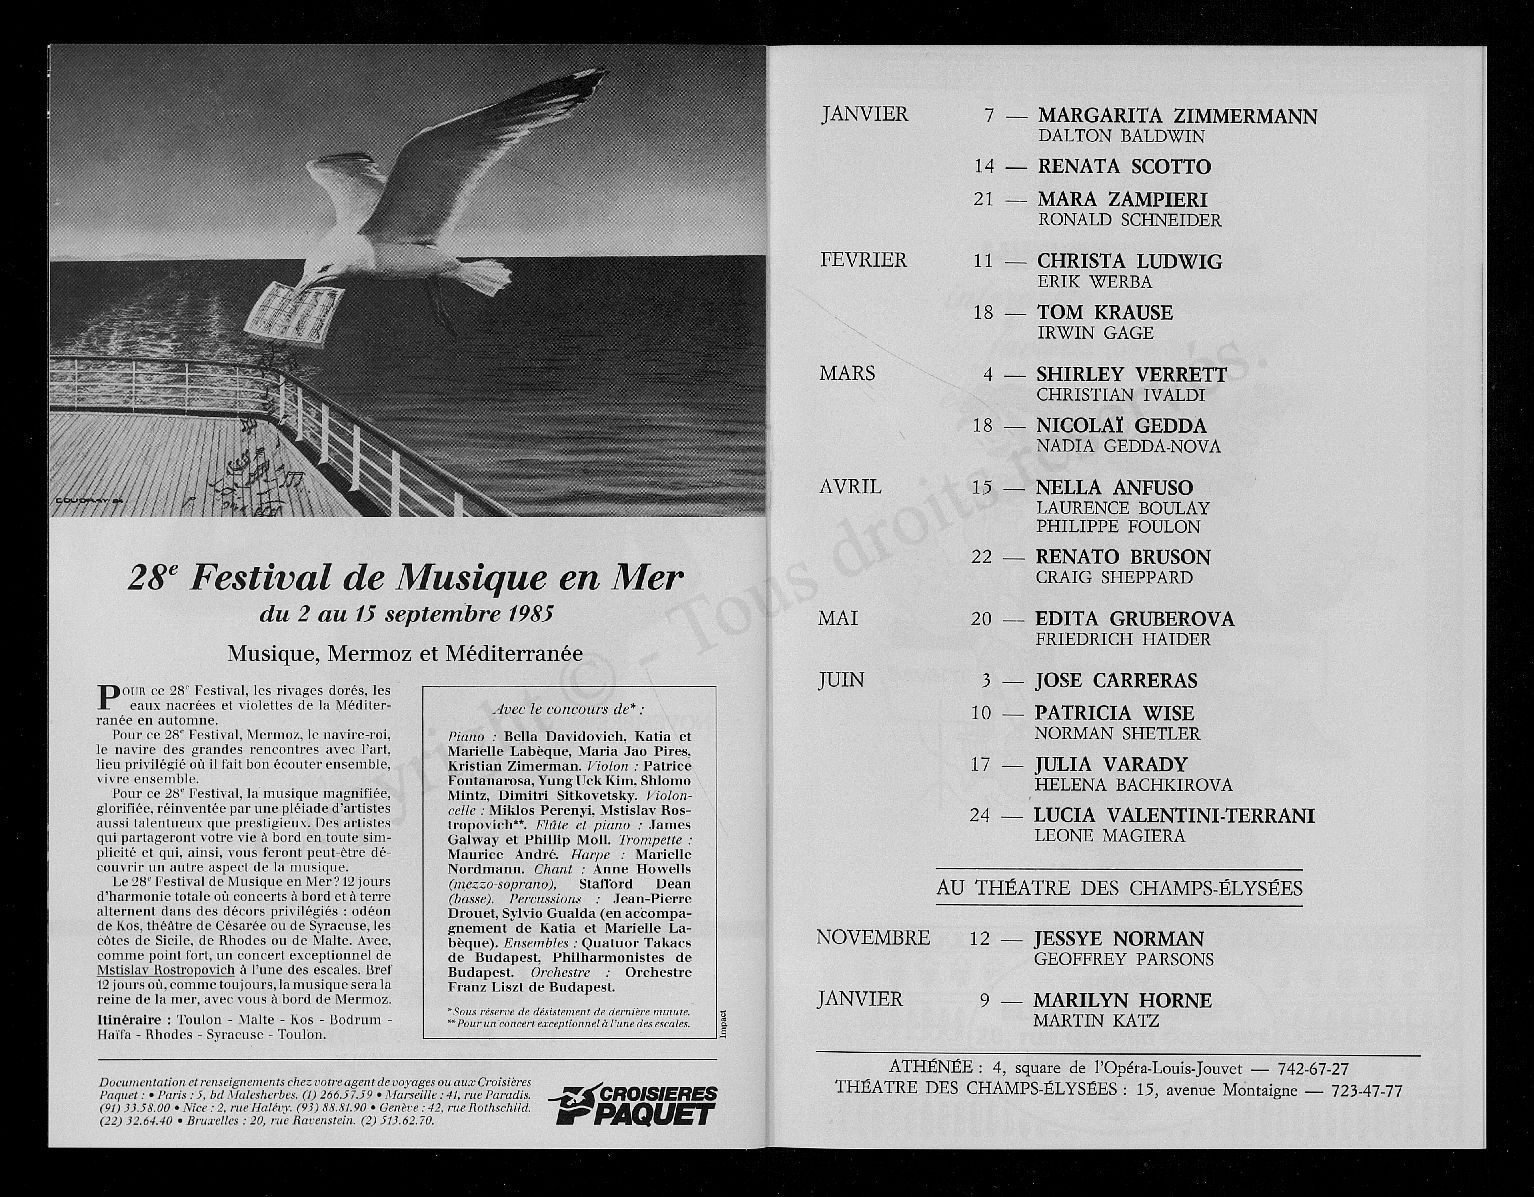 COUDRAY 84
28e Festival de Musique en Mer
du 2 au 15 septembre 1985
Musique, Mermoz et Méditerranée
POUR ce 28e Festival, les rivages dorés, les
eaux nacrées et violettes de la Méditer-
ranée en automne.
Pour ce 28e Festival, Mermoz, le navire-roi,
le navire des grandes rencontres avec l'art,
lieu privilégié où il fait bon écouter ensemble,
vivre ensemble.
Pour ce 28e Festival, la musique magnifiée,
glorifiée, réinventée par une pléiade d'artistes
aussi talentueux que prestigieux. Des artistes
qui partageront votre vie à bord en toute sim-
plicité et qui, ainsi, vous feront peut-être dé-
couvrir un autre aspect de la musique.
Le 28e Festival de Musique en Mer? 12 jours
d'harmonie totale où concerts à bord et à terre
alternent dans des décors privilégiés : odéon
de Kos, théâtre de Césarée ou de Syracuse, les
côtes de Sicile, de Rhodes ou de Malte. Avec,
comme point fort, un concert exceptionnel de
Mstislav Rostropovich à l'une des escales. Bref
12 jours où, comme toujours, la musique sera la
reine de la mer, avec vous à bord de Mermoz.
Itinéraire : Toulon - Malte - Kos - Bodrum -
Haïfa - Rhodes - Syracuse - Toulon.
Avec le concours de* :
Piano : Bella Davidovich, Katia et
Marielle Labèque, Maria Jao Pires,
Kristian Zimerman. Violon : Patrice
Fontanarosa, Yung Uck Kim, Shlomo
Mintz, Dimitri Sitkovetsky. Violon-
celle : Miklos Perenyi, Mstislav Ros-
tropovich**. Flûte et piano : James
Galway et Phillip Moll. Trompette :
Maurice André. Harpe : Marielle
Nordmann. Chant : Anne Howells
(mezzo-soprano), Stafford Dean
(basse). Percussions : Jean-Pierre
Drouet, Sylvio Gualda (en accompa-
gnement de Katia et Marielle La-
bèque). Ensembles : Quatuor Takacs
de Budapest, Philharmonistes de
Budapest. Orchestre : Orchestre
Franz Liszt de Budapest.
* Sous réserve de désistement de dernière minute.
** Pour un concert exceptionnel à l'une des escales.
Impact
Documentation et renseignements chez votre agent de voyages ou aux Croisières
Paquet : • Paris : 5, bd Malesherbes. (1) 266.57.59 • Marseille : 41, rue Paradis.
(91) 33.58.00 • Nice : 2, rue Halévy. (93) 88.81.90 • Genève : 42, rue Rothschild.
(22) 32.64.40 • Bruxelles : 20, rue Ravenstein. (2) 513.62.70.
CROISIERES
PAQUET
JANVIER 7 — MARGARITA ZIMMERMANN
DALTON BALDWIN
14 — RENATA SCOTTO
21 — MARA ZAMPIERI
RONALD SCHNEIDER
FEVRIER 11 — CHRISTA LUDWIG
ERIK WERBA
18 — TOM KRAUSE
IRWIN GAGE
MARS 4 — SHIRLEY VERRETT
CHRISTIAN IVALDI
18 — NICOLAÏ GEDDA
NADIA GEDDA-NOVA
AVRIL 15 — NELLA ANFUSO
LAURENCE BOULAY
PHILIPPE FOULON
22 — RENATO BRUSON
CRAIG SHEPPARD
MAI 20 — EDITA GRUBEROVA
FRIEDRICH HAIDER
JUIN 3 — JOSE CARRERAS
10 — PATRICIA WISE
NORMAN SHETLER
17 — JULIA VARADY
HELENA BACHKIROVA
24 — LUCIA VALENTINI-TERRANI
LEONE MAGIERA
AU THÉATRE DES CHAMPS-ÉLYSÉES
NOVEMBRE 12 — JESSYE NORMAN
GEOFFREY PARSONS
JANVIER 9 — MARILYN HORNE
MARTIN KATZ
ATHÉNÉE : 4, square de l'Opéra-Louis-Jouvet — 742-67-27
THÉATRE DES CHAMPS-ÉLYSÉES : 15, avenue Montaigne — 723-47-77